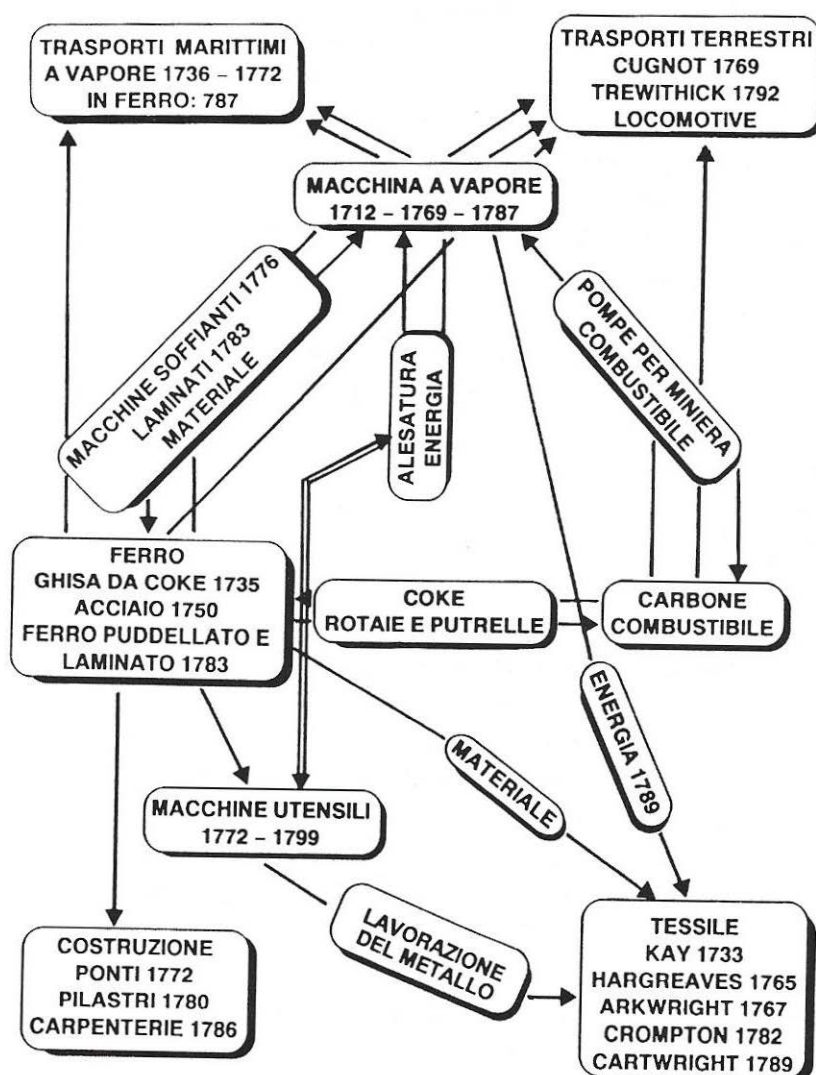 TRASPORTI MARITTIMI
A VAPORE 1736 – 1772
IN FERRO: 787
TRASPORTI TERRESTRI
CUGNOT 1769
TREWITHICK 1792
LOCOMOTIVE
MACCHINA A VAPORE
1712 – 1769 – 1787
MACCHINE SOFFIANTI 1776
LAMINATI 1783
MATERIALE
ALESATURA
ENERGIA
POMPE PER MINIERA
COMBUSTIBILE
FERRO
GHISA DA COKE 1735
ACCIAIO 1750
FERRO PUDDELLATO E
LAMINATO 1783
COKE
ROTAIE E PUTRELLE
CARBONE
COMBUSTIBILE
MATERIALE
ENERGIA 1789
MACCHINE UTENSILI
1772 – 1799
LAVORAZIONE
DEL METALLO
COSTRUZIONE
PONTI 1772
PILASTRI 1780
CARPENTERIE 1786
TESSILE
KAY 1733
HARGREAVES 1765
ARKWRIGHT 1767
CROMPTON 1782
CARTWRIGHT 1789